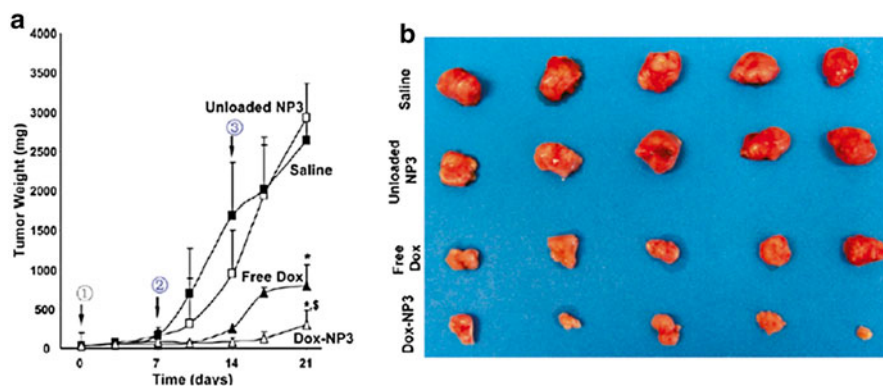 a
Tumor Weight (mg)
4000
3500
3000
2500
2000
1500
1000
500
0
①
②
③
Unloaded NP3
Saline
Free Dox
*
*,$
Dox-NP3
0
7
14
21
Time (days)
b
Saline
Unloaded
NP3
Free
Dox
Dox-NP3